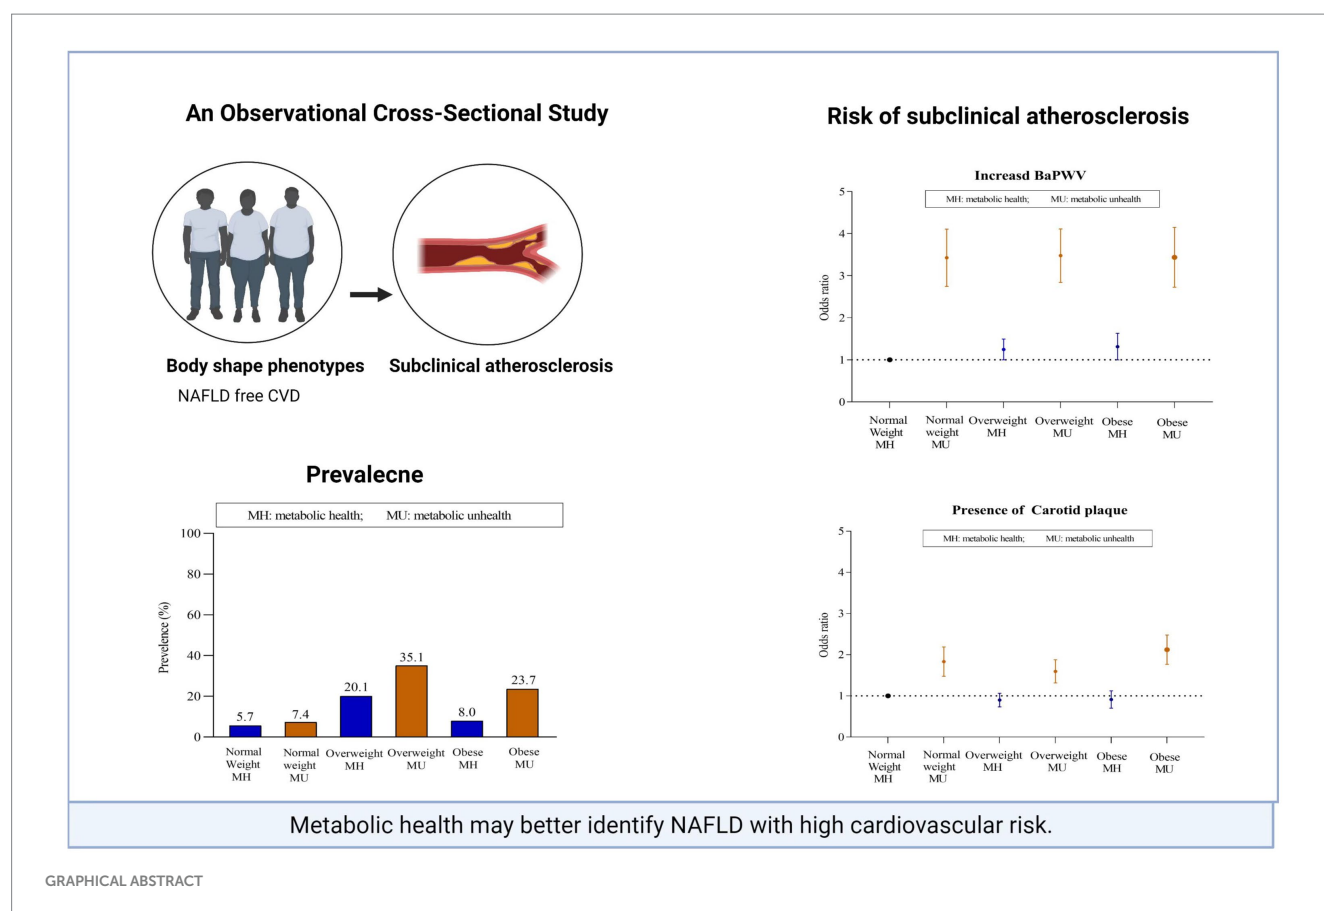 An Observational Cross-Sectional Study
Body shape phenotypes
NAFLD free CVD
Subclinical atherosclerosis
Prevalecne
MH: metabolic health; MU: metabolic unhealth
Prevelence (%)
100
80
60
40
20
0
5.7
7.4
20.1
35.1
8.0
23.7
Normal
Weight
MH
Normal
weight
MU
Overweight
MH
Overweight
MU
Obese
MH
Obese
MU
Risk of subclinical atherosclerosis
Increasd BaPWV
MH: metabolic health; MU: metabolic unhealth
Odds ratio
5
4
3
2
1
0
Normal
Weight
MH
Normal
weight
MU
Overweight
MH
Overweight
MU
Obese
MH
Obese
MU
Presence of Carotid plaque
MH: metabolic health; MU: metabolic unhealth
Odds ratio
5
4
3
2
1
0
Normal
Weight
MH
Normal
weight
MU
Overweight
MH
Overweight
MU
Obese
MH
Obese
MU
Metabolic health may better identify NAFLD with high cardiovascular risk.
GRAPHICAL ABSTRACT